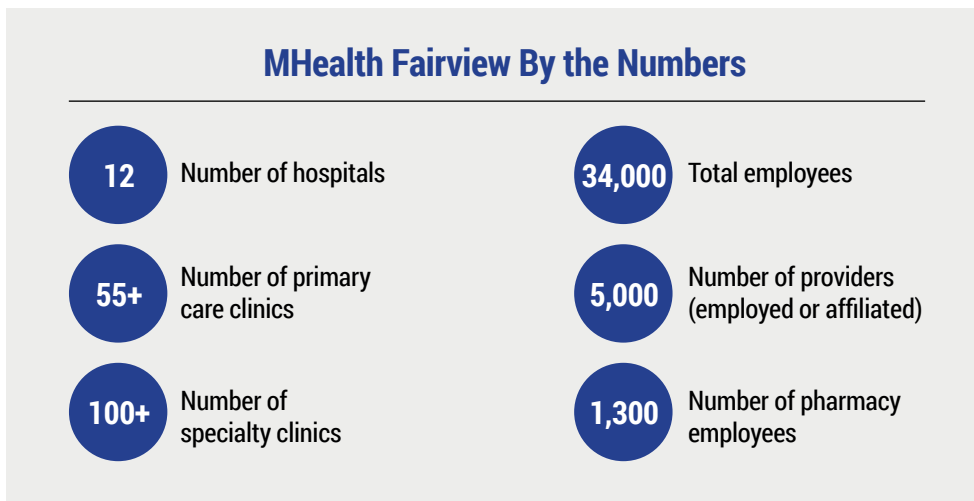 MHealth Fairview By the Numbers
12
Number of hospitals
55+
Number of primary
care clinics
100+
Number of
specialty clinics
34,000
Total employees
5,000
Number of providers
(employed or affiliated)
1,300
Number of pharmacy
employees